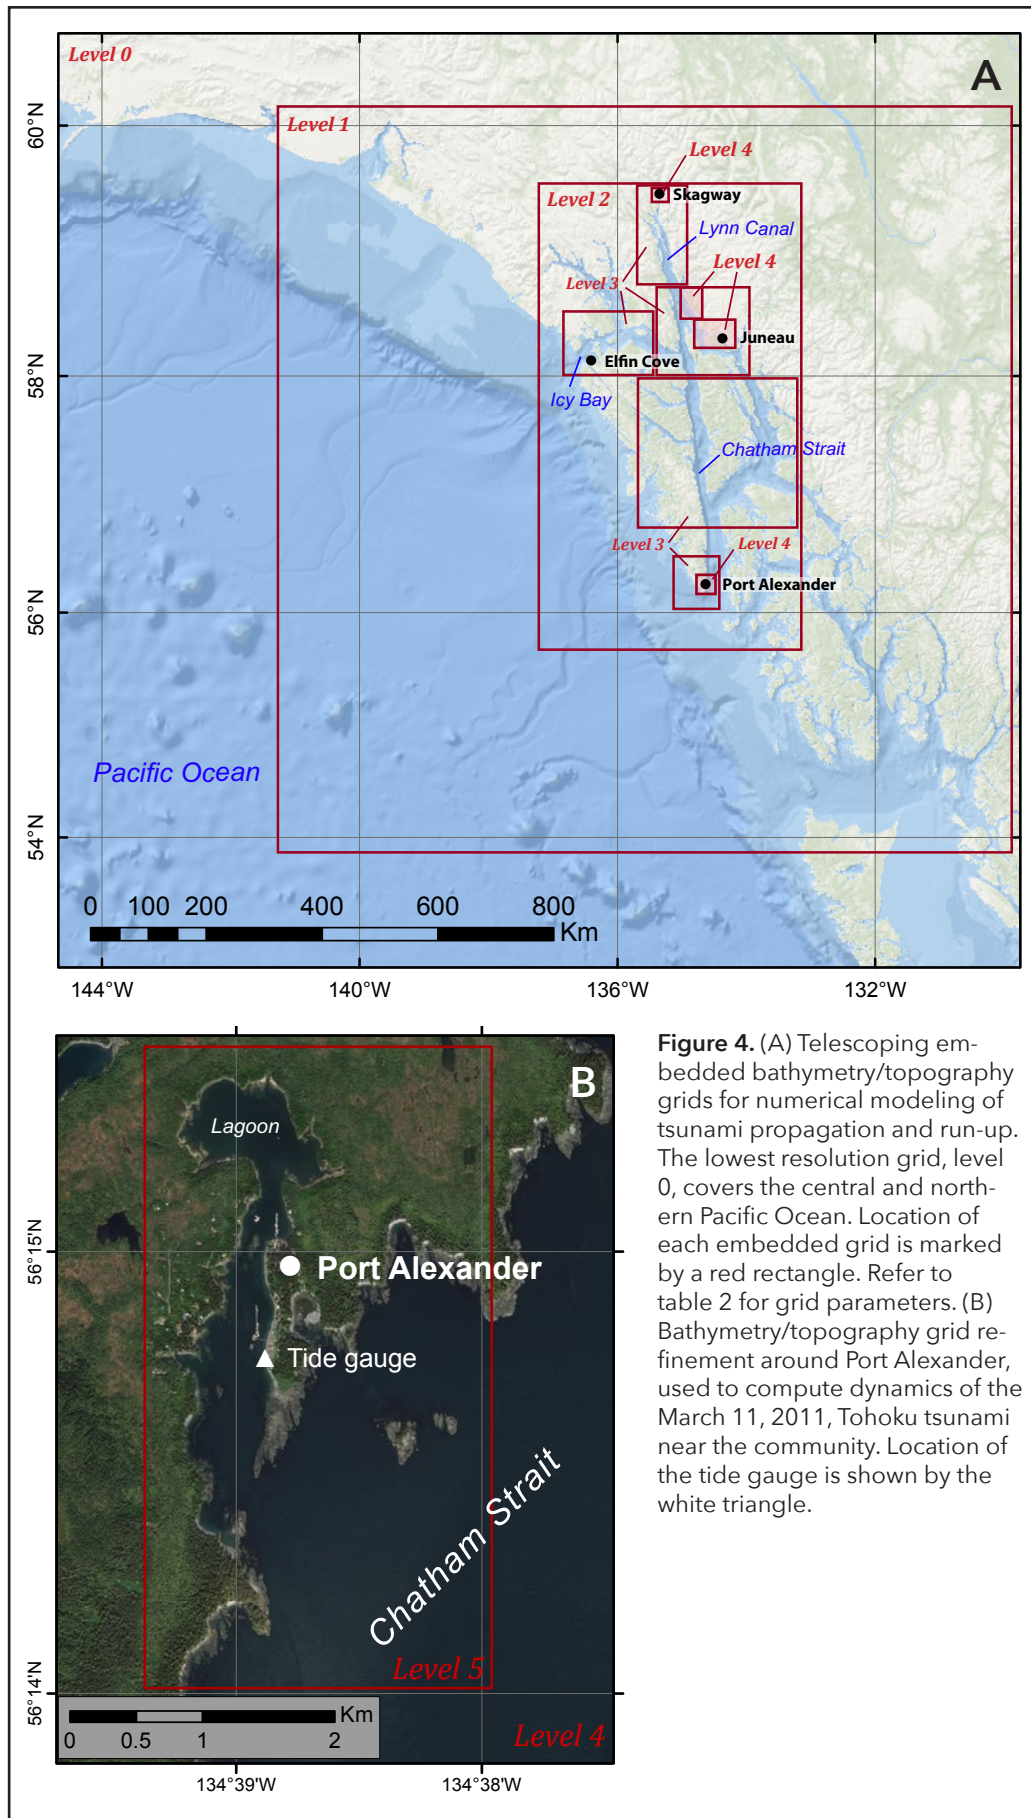 Level 0
A
60°N
Level 1
Level 4
Level 2
Skagway
Lynn Canal
Level 4
Level 3
Juneau
Elfin Cove
58°N
Icy Bay
Chatham Strait
Level 3
Level 4
Port Alexander
56°N
Pacific Ocean
54°N
0 100 200 400 600 800
Km
144°W 140°W 136°W 132°W
B
Lagoon
56°15'N
Port Alexander
Tide gauge
Chatham Strait
Level 5
56°14'N
Km
0 0.5 1 2
Level 4
134°39'W 134°38'W
Figure 4. (A) Telescoping em-
bedded bathymetry/topography
grids for numerical modeling of
tsunami propagation and run-up.
The lowest resolution grid, level
0, covers the central and north-
ern Pacific Ocean. Location of
each embedded grid is marked
by a red rectangle. Refer to
table 2 for grid parameters. (B)
Bathymetry/topography grid re-
finement around Port Alexander,
used to compute dynamics of the
March 11, 2011, Tohoku tsunami
near the community. Location of
the tide gauge is shown by the
white triangle.